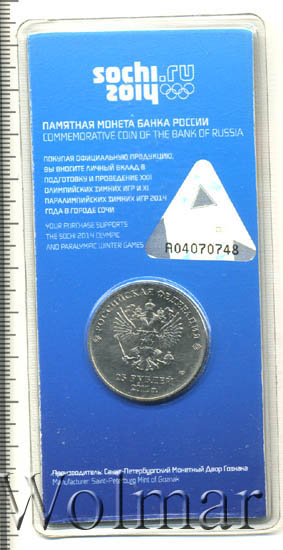 sochi.ru
2014
ПАМЯТНАЯ МОНЕТА БАНКА РОССИИ
COMMEMORATIVE COIN OF THE BANK OF RUSSIA
ПОКУПАЯ ОФИЦИАЛЬНУЮ ПРОДУКЦИЮ,
ВЫ ВНОСИТЕ ЛИЧНЫЙ ВКЛАД В
ПОДГОТОВКУ И ПРОВЕДЕНИЕ XXII
ОЛИМПИЙСКИХ ЗИМНИХ ИГР И XI
ПАРАЛИМПИЙСКИХ ЗИМНИХ ИГР 2014
ГОДА В ГОРОДЕ СОЧИ
YOUR PURCHASE SUPPORTS
THE SOCHI 2014 OLYMPIC
AND PARALYMPIC WINTER GAMES
A04070748
РОССИЙСКАЯ ФЕДЕРАЦИЯ
25 РУБЛЕЙ
Производитель: Санкт-Петербургский Монетный Двор Гознака
Manufacturer: Saint-Petersburg Mint of Goznak
Wolmar